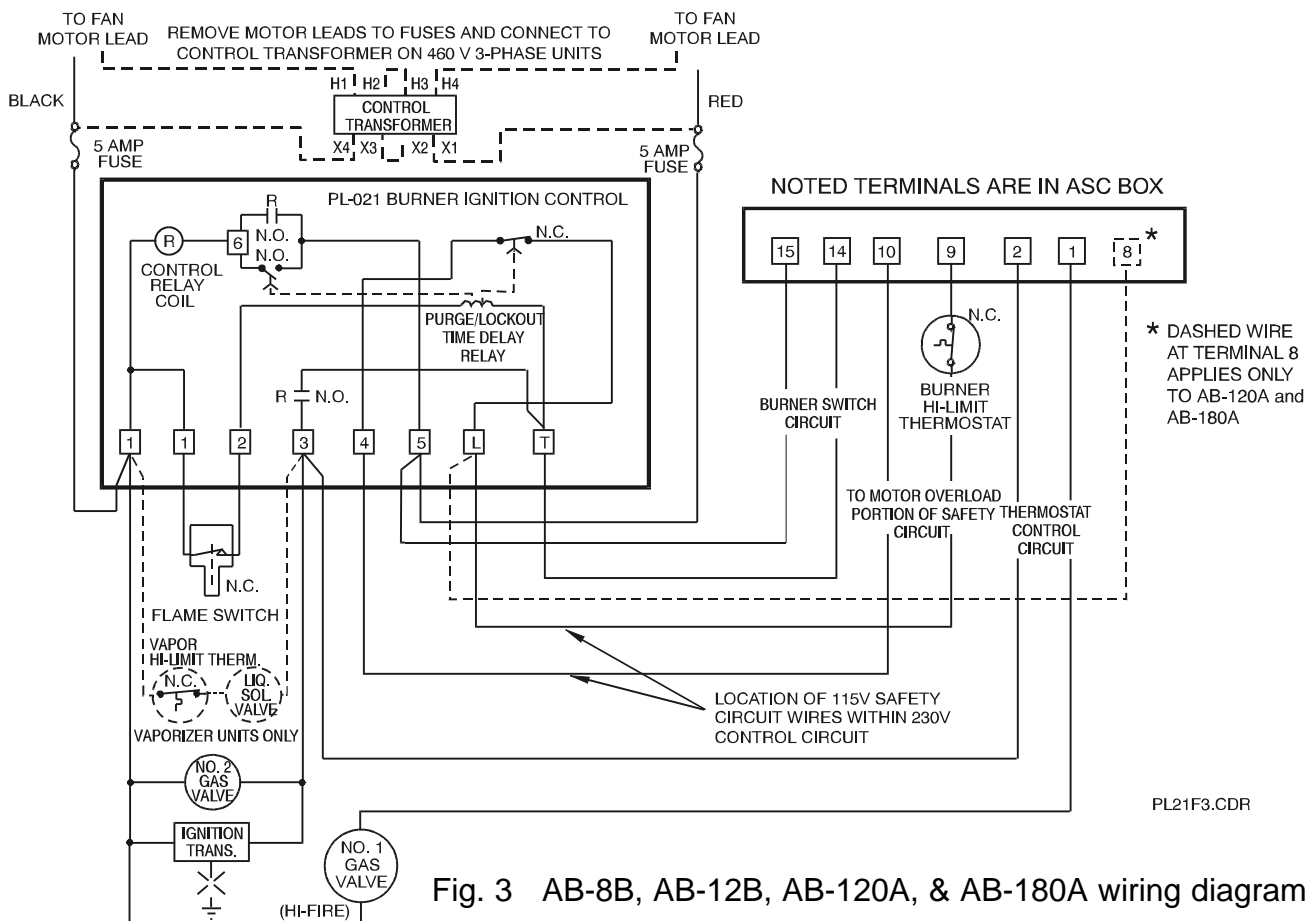 TO FAN
MOTOR LEAD
REMOVE MOTOR LEADS TO FUSES AND CONNECT TO
CONTROL TRANSFORMER ON 460 V 3-PHASE UNITS
TO FAN
MOTOR LEAD
H1 H2 H3 H4
BLACK
CONTROL
TRANSFORMER
RED
X4 X3 X2 X1
5 AMP
FUSE
5 AMP
FUSE
PL-021 BURNER IGNITION CONTROL
R
N.O.
R
6
N.O.
N.C.
CONTROL
RELAY
COIL
PURGE/LOCKOUT
TIME DELAY
RELAY
R N.O.
1 1 2 3 4 5 L T
NOTED TERMINALS ARE IN ASC BOX
15 14 10 9 2 1 8 *
N.C.
BURNER
HI-LIMIT
THERMOSTAT
* DASHED WIRE
AT TERMINAL 8
APPLIES ONLY
TO AB-120A and
AB-180A
BURNER SWITCH
CIRCUIT
TO MOTOR OVERLOAD
PORTION OF SAFETY
CIRCUIT
THERMOSTAT
CONTROL
CIRCUIT
N.C.
FLAME SWITCH
VAPOR
HI-LIMIT THERM.
N.C.
LIQ.
SOL.
VALVE
VAPORIZER UNITS ONLY
LOCATION OF 115V SAFETY
CIRCUIT WIRES WITHIN 230V
CONTROL CIRCUIT
NO. 2
GAS
VALVE
IGNITION
TRANS.
NO. 1
GAS
VALVE
(HI-FIRE)
PL21F3.CDR
Fig. 3 AB-8B, AB-12B, AB-120A, & AB-180A wiring diagram